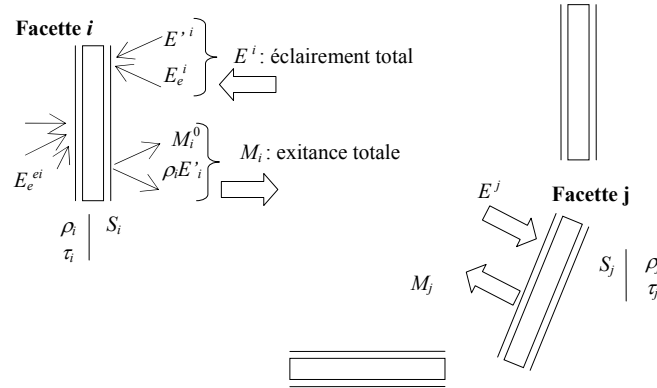 Facette i
E' i
E i : éclairement total
E_e^i
M_i^0
M_i : exitance totale
ρ_iE'_i
E_e^ei
ρ_i S_i
τ_i
E^j
Facette j
M_j
S_j ρ_j
τ_j